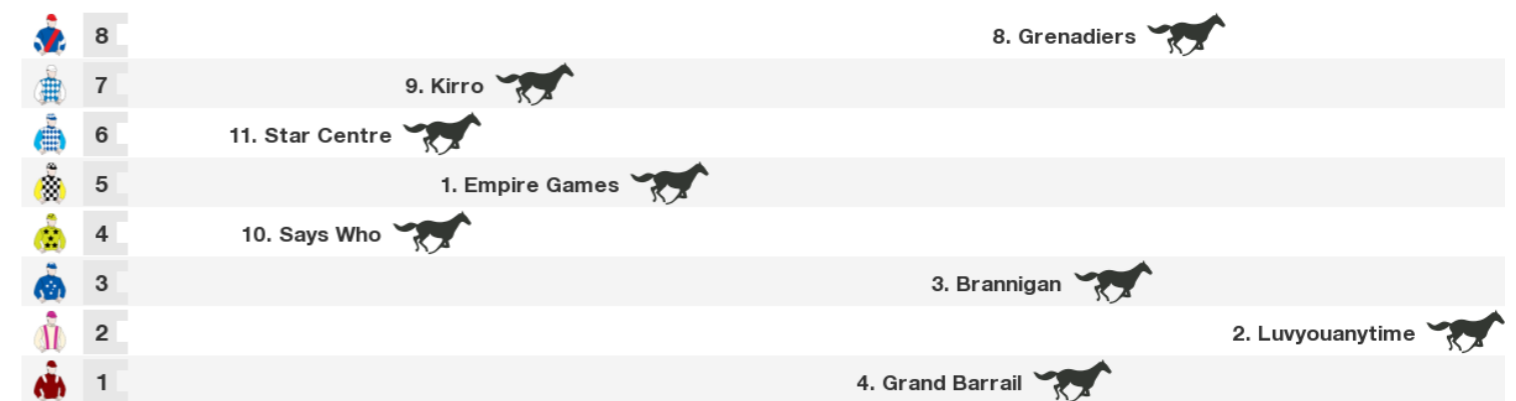 8 8. Grenadiers
7 9. Kirro
6 11. Star Centre
5 1. Empire Games
4 10. Says Who
3 3. Brannigan
2 2. Luvyouanytime
1 4. Grand Barrail